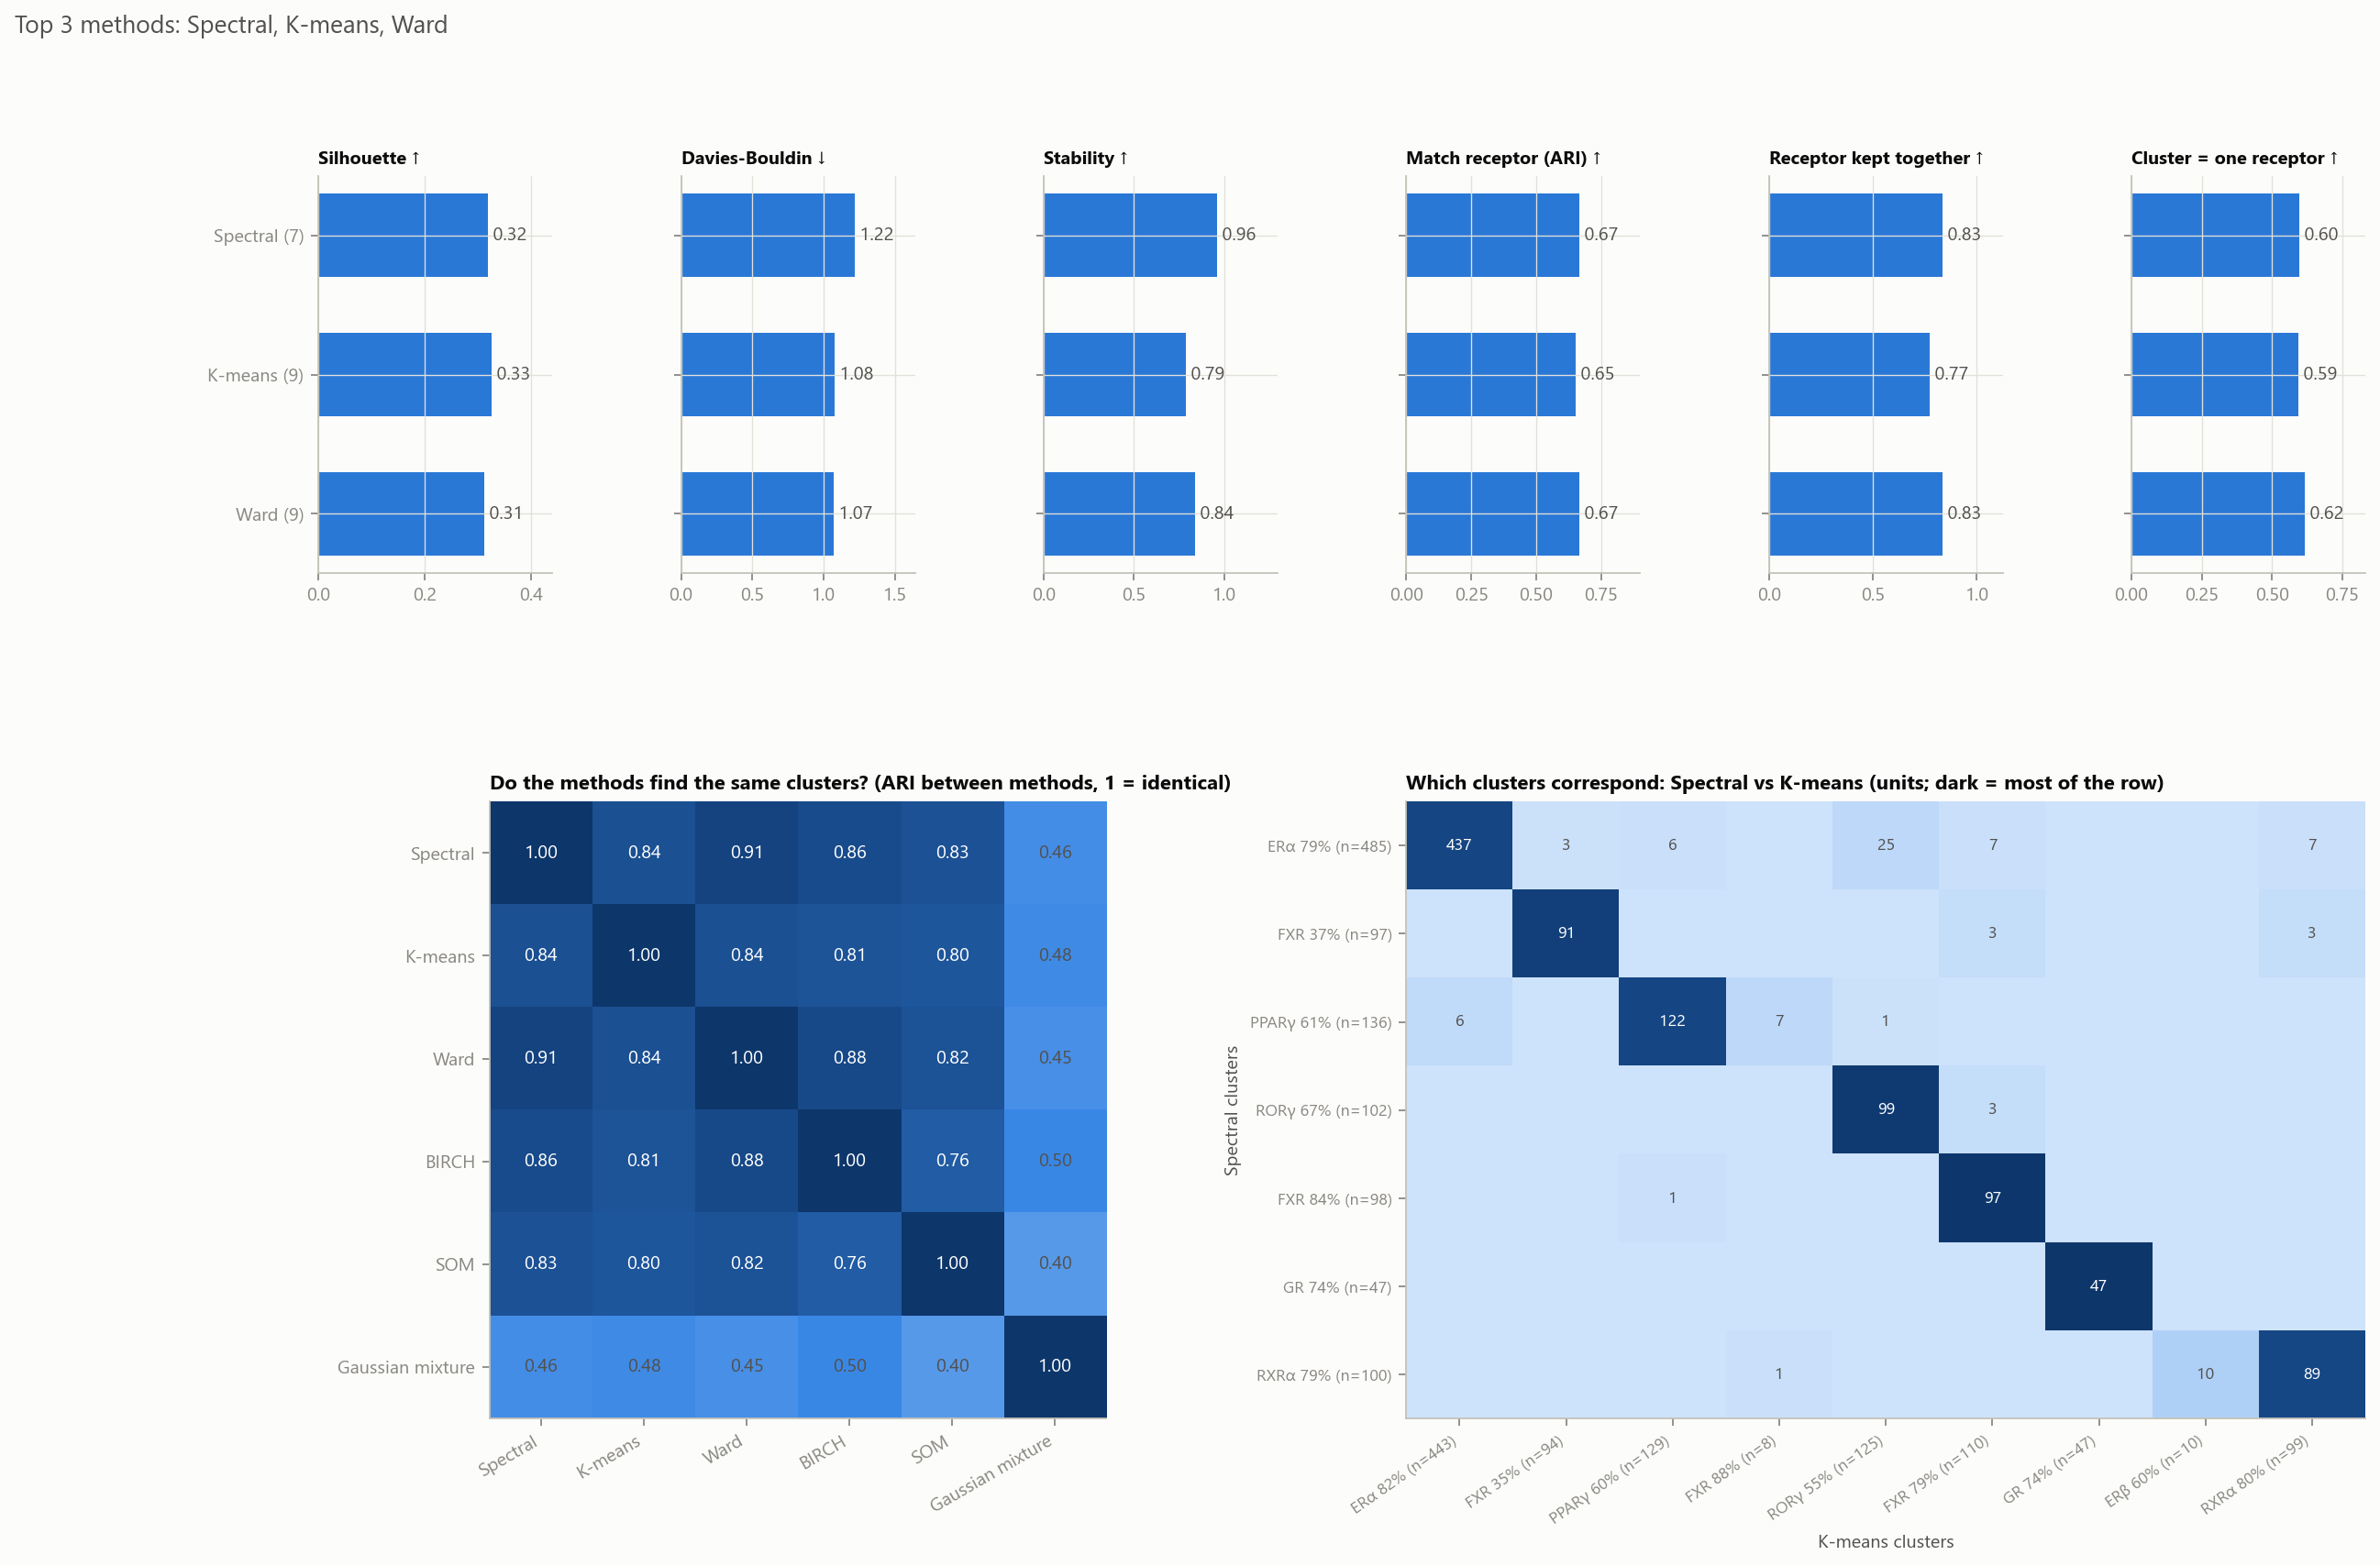 Top 3 methods: Spectral, K-means, Ward
Silhouette ↑
Davies-Bouldin ↓
Stability ↑
Match receptor (ARI) ↑
Receptor kept together ↑
Cluster = one receptor ↑
Spectral (7)
0.32
1.22
0.96
0.67
0.83
0.60
K-means (9)
0.33
1.08
0.79
0.65
0.77
0.59
Ward (9)
0.31
1.07
0.84
0.67
0.83
0.62
0.0 0.2 0.4
0.0 0.5 1.0 1.5
0.0 0.5 1.0
0.00 0.25 0.50 0.75
0.0 0.5 1.0
0.00 0.25 0.50 0.75
Do the methods find the same clusters? (ARI between methods, 1 = identical)
Spectral 1.00 0.84 0.91 0.86 0.83 0.46
K-means 0.84 1.00 0.84 0.81 0.80 0.48
Ward 0.91 0.84 1.00 0.88 0.82 0.45
BIRCH 0.86 0.81 0.88 1.00 0.76 0.50
SOM 0.83 0.80 0.82 0.76 1.00 0.40
Gaussian mixture 0.46 0.48 0.45 0.50 0.40 1.00
Spectral
K-means
Ward
BIRCH
SOM
Gaussian mixture
Which clusters correspond: Spectral vs K-means (units; dark = most of the row)
Spectral clusters
ERα 79% (n=485) 437 3 6 25 7 7
FXR 37% (n=97) 91 3 3
PPARγ 61% (n=136) 6 122 7 1
RORγ 67% (n=102) 99 3
FXR 84% (n=98) 1 97
GR 74% (n=47) 47
RXRα 79% (n=100) 1 10 89
ERα 82% (n=443)
FXR 35% (n=94)
PPARγ 60% (n=129)
FXR 88% (n=8)
RORγ 55% (n=125)
FXR 79% (n=110)
GR 74% (n=47)
ERβ 60% (n=10)
RXRα 80% (n=99)
K-means clusters